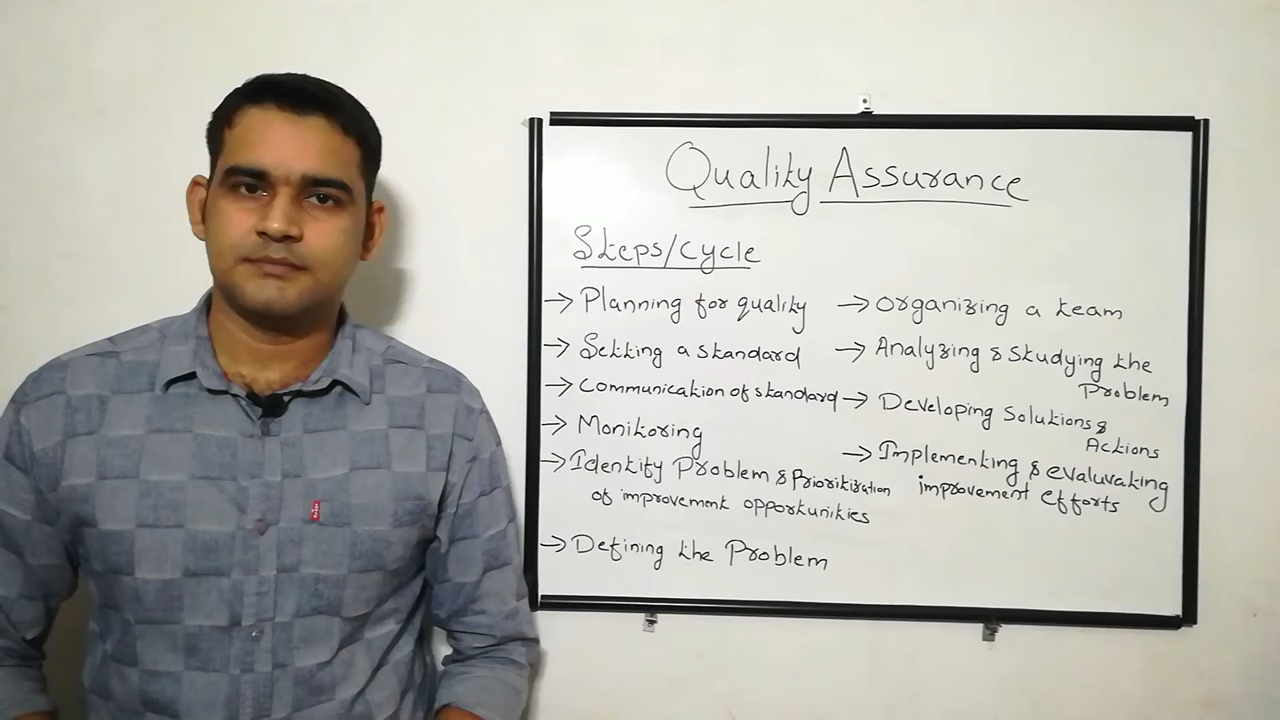 Quality Assurance
Steps/Cycle
→ Planning for quality
→ Setting a standard
→ Communication of standard
→ Monitoring
→ Identify Problem & Prioritization
of improvement opportunities
→ Defining the Problem
→ Organizing a team
→ Analyzing & studying the
Problem
→ Developing Solutions &
Actions
→ Implementing & evaluvating
improvement efforts